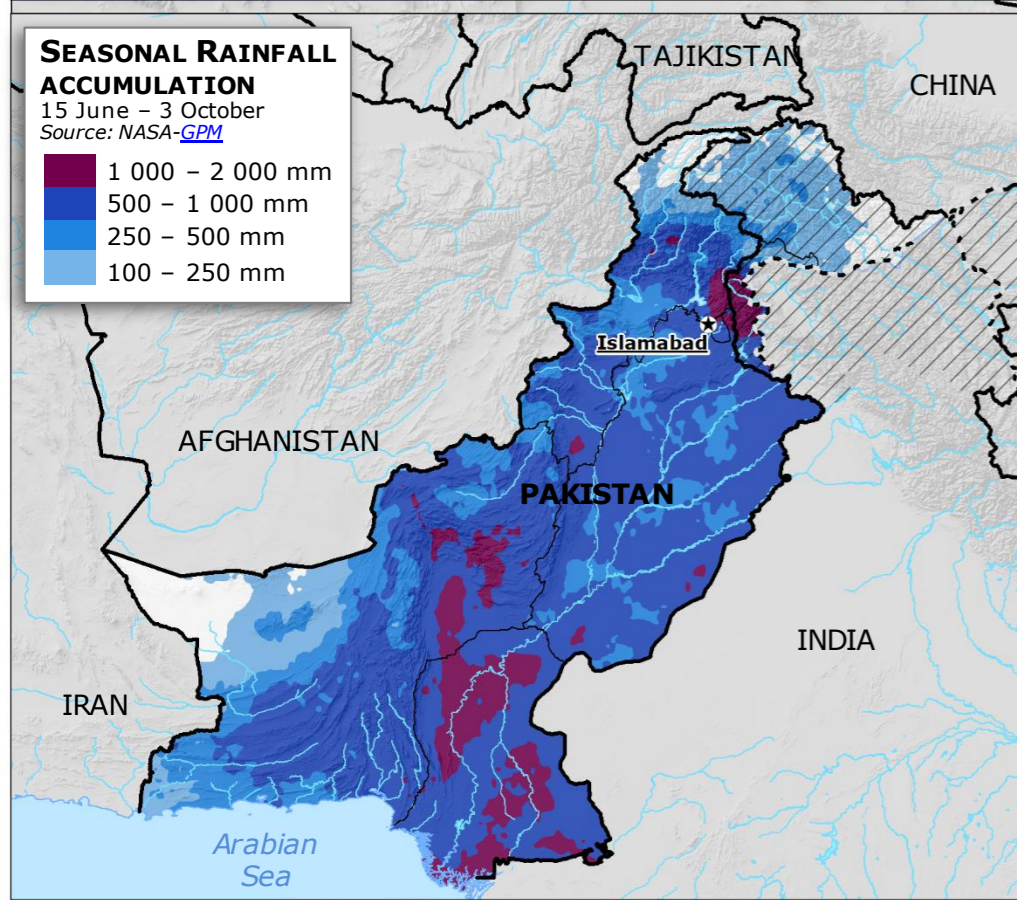 SEASONAL RAINFALL
ACCUMULATION
15 June – 3 October
Source: NASA-GPM
1 000 – 2 000 mm
500 – 1 000 mm
250 – 500 mm
100 – 250 mm
TAJIKISTAN
CHINA
Islamabad
AFGHANISTAN
PAKISTAN
INDIA
IRAN
Arabian
Sea